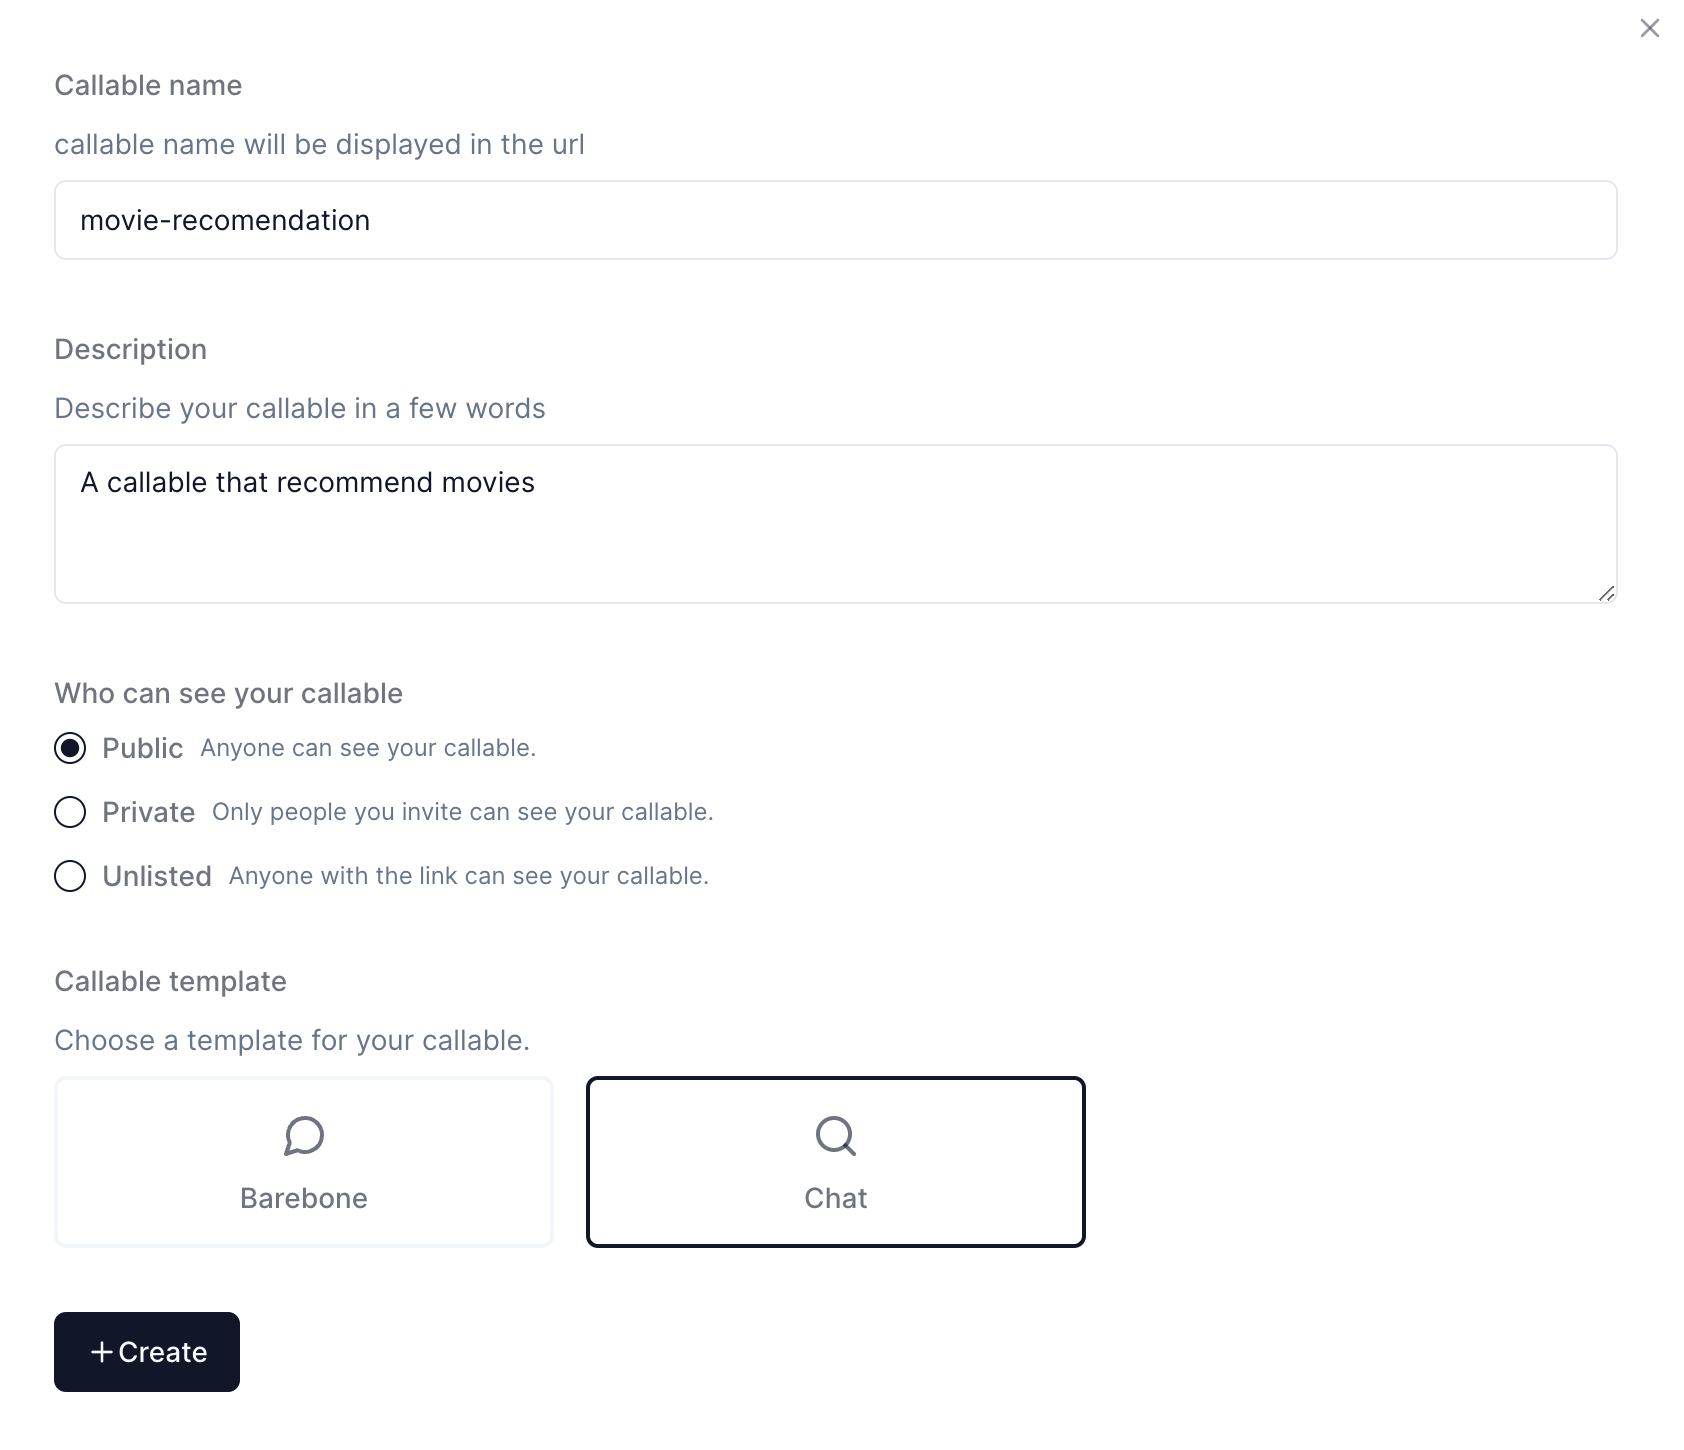 Callable name
callable name will be displayed in the url
movie-recomendation
Description
Describe your callable in a few words
A callable that recommend movies
Who can see your callable
Public Anyone can see your callable.
Private Only people you invite can see your callable.
Unlisted Anyone with the link can see your callable.
Callable template
Choose a template for your callable.
Barebone Chat
+ Create